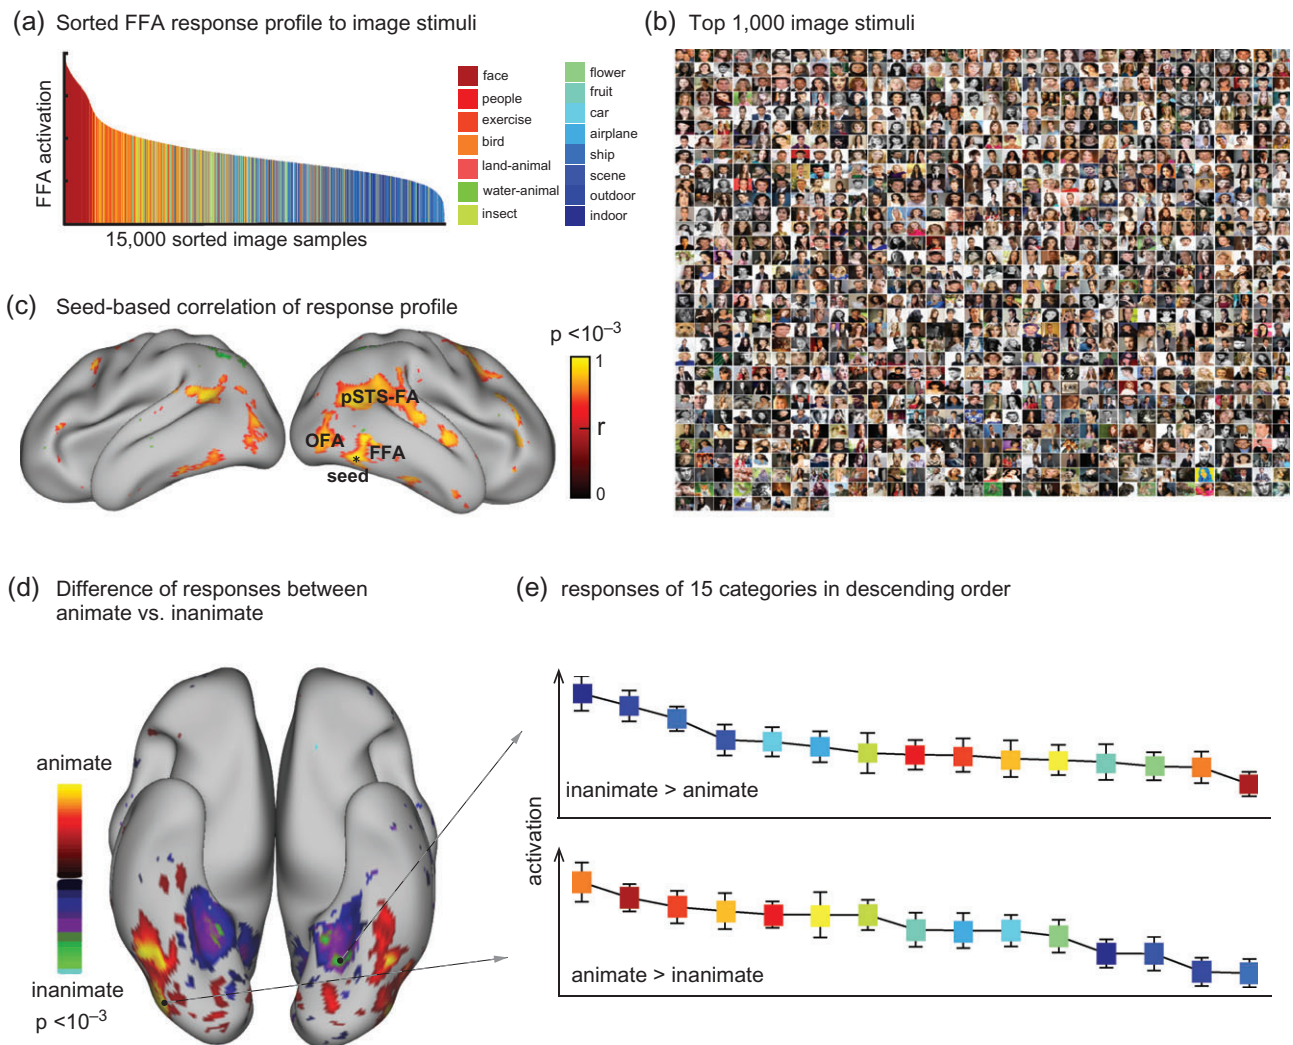 (a) Sorted FFA response profile to image stimuli
FFA activation
15,000 sorted image samples
face
people
exercise
bird
land-animal
water-animal
insect
flower
fruit
car
airplane
ship
scene
outdoor
indoor
(b) Top 1,000 image stimuli
(c) Seed-based correlation of response profile
p <10⁻³
1
r
0
pSTS-FA
OFA
FFA
*
seed
(d) Difference of responses between
animate vs. inanimate
animate
inanimate
p <10⁻³
(e) responses of 15 categories in descending order
activation
inanimate > animate
animate > inanimate